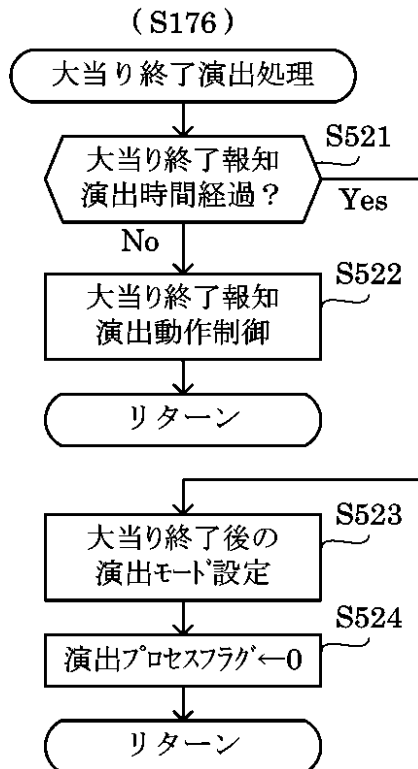 (S176)
大当り終了演出処理
S521
大当り終了報知
演出時間経過？
Yes
No
S522
大当り終了報知
演出動作制御
リターン
S523
大当り終了後の
演出ﾓｰﾄﾞ設定
S524
演出ﾌﾟﾛｾｽﾌﾗｸﾞ←0
リターン